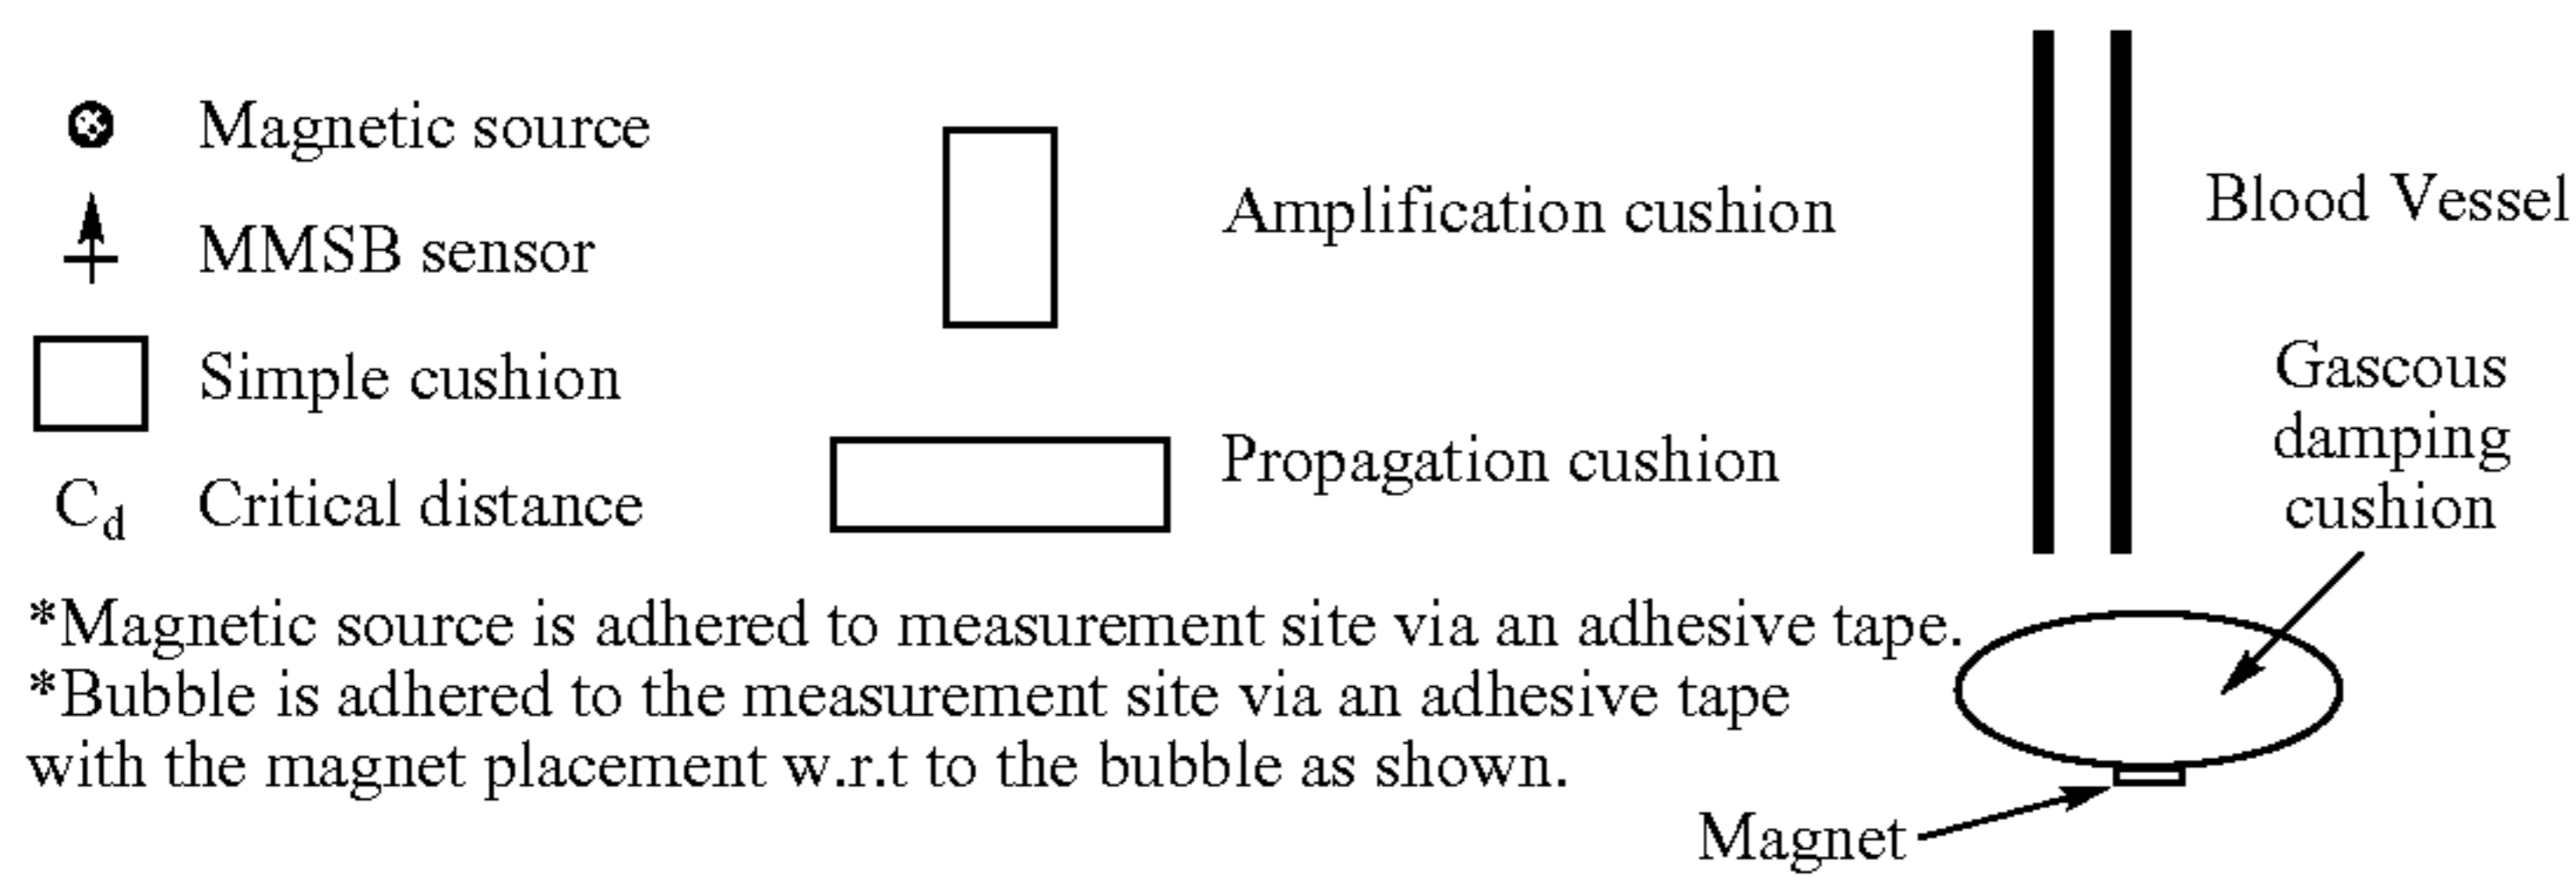 Magnetic source
MMSB sensor
Simple cushion
C_d Critical distance
Amplification cushion
Propagation cushion
Blood Vessel
Gascous
damping
cushion
*Magnetic source is adhered to measurement site via an adhesive tape.
*Bubble is adhered to the measurement site via an adhesive tape
with the magnet placement w.r.t to the bubble as shown.
Magnet